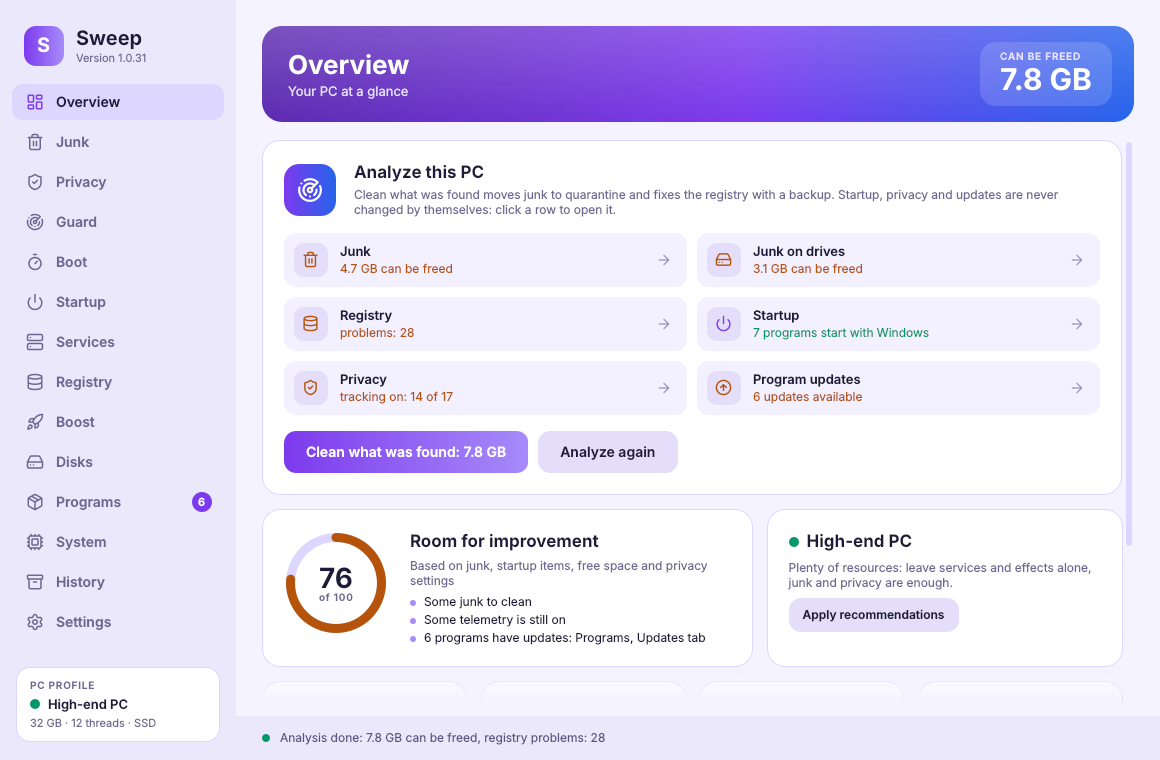 S
Sweep
Version 1.0.31
Overview
Junk
Privacy
Guard
Boot
Startup
Services
Registry
Boost
Disks
Programs
6
System
History
Settings
PC PROFILE
High-end PC
32 GB · 12 threads · SSD
Overview
Your PC at a glance
CAN BE FREED
7.8 GB
Analyze this PC
Clean what was found moves junk to quarantine and fixes the registry with a backup. Startup, privacy and updates are never
changed by themselves: click a row to open it.
Junk
4.7 GB can be freed
Junk on drives
3.1 GB can be freed
Registry
problems: 28
Startup
7 programs start with Windows
Privacy
tracking on: 14 of 17
Program updates
6 updates available
Clean what was found: 7.8 GB
Analyze again
76
of 100
Room for improvement
Based on junk, startup items, free space and privacy
settings
Some junk to clean
Some telemetry is still on
6 programs have updates: Programs, Updates tab
High-end PC
Plenty of resources: leave services and effects alone,
junk and privacy are enough.
Apply recommendations
Analysis done: 7.8 GB can be freed, registry problems: 28